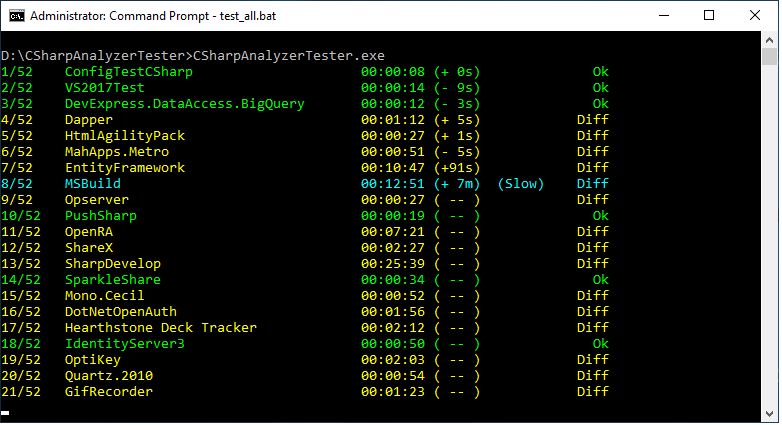 Administrator: Command Prompt - test_all.bat
D:\CSharpAnalyzerTester>CSharpAnalyzerTester.exe
1/52 ConfigTestCSharp 00:00:08 (+ 0s) Ok
2/52 VS2017Test 00:00:14 (- 9s) Ok
3/52 DevExpress.DataAccess.BigQuery 00:00:12 (- 3s) Ok
4/52 Dapper 00:01:12 (+ 5s) Diff
5/52 HtmlAgilityPack 00:00:27 (+ 1s) Diff
6/52 MahApps.Metro 00:00:51 (- 5s) Diff
7/52 EntityFramework 00:10:47 (+91s) Diff
8/52 MSBuild 00:12:51 (+ 7m) (Slow) Diff
9/52 Opserver 00:00:27 ( -- ) Diff
10/52 PushSharp 00:00:19 ( -- ) Ok
11/52 OpenRA 00:07:21 ( -- ) Diff
12/52 ShareX 00:02:27 ( -- ) Diff
13/52 SharpDevelop 00:25:39 ( -- ) Diff
14/52 SparkleShare 00:00:34 ( -- ) Ok
15/52 Mono.Cecil 00:00:52 ( -- ) Diff
16/52 DotNetOpenAuth 00:01:56 ( -- ) Diff
17/52 Hearthstone Deck Tracker 00:02:12 ( -- ) Diff
18/52 IdentityServer3 00:00:50 ( -- ) Ok
19/52 OptiKey 00:02:03 ( -- ) Diff
20/52 Quartz.2010 00:00:54 ( -- ) Diff
21/52 GifRecorder 00:01:23 ( -- ) Diff